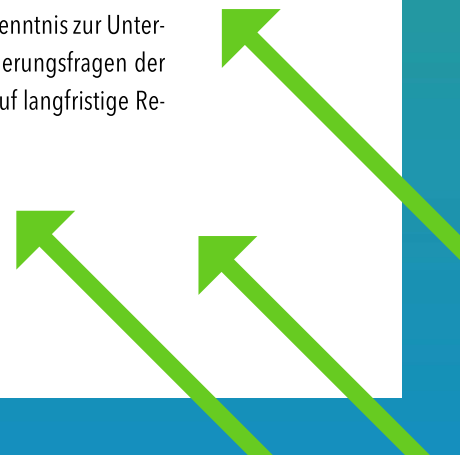 enntnis zur Unter-
erungsfragen der
uf langfristige Re-